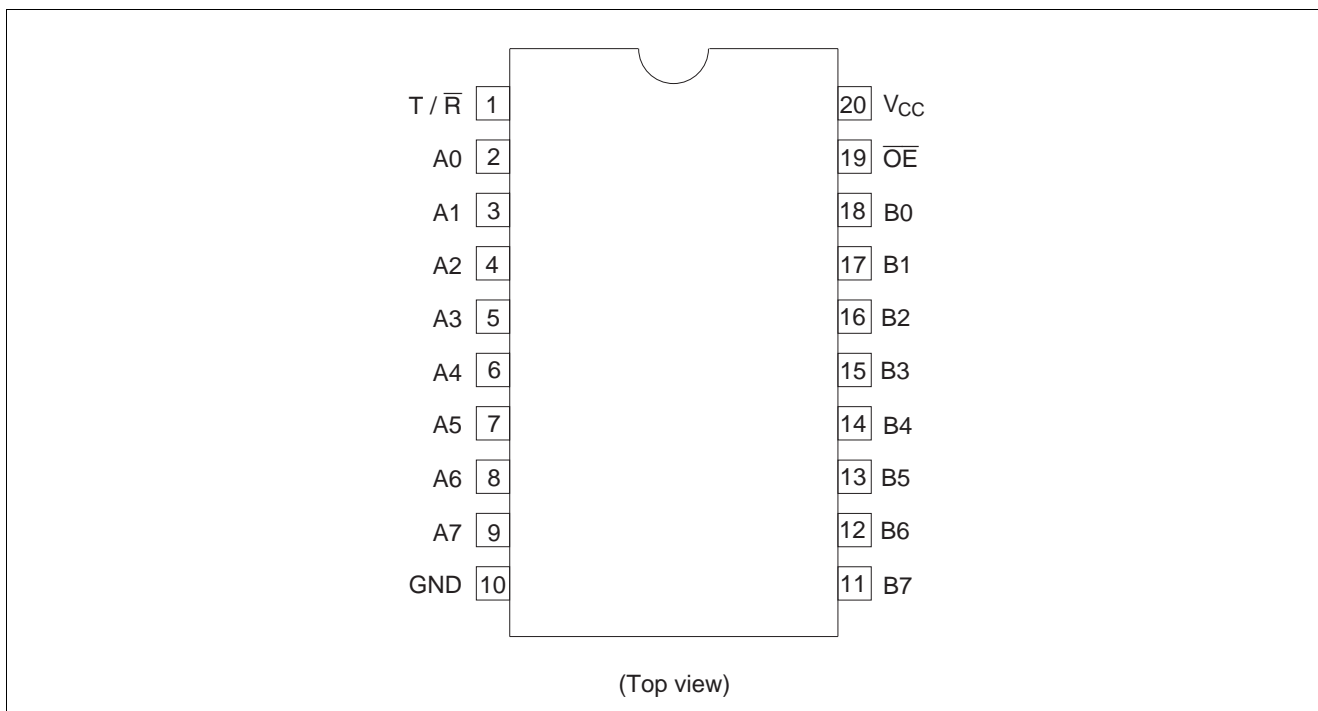 T / R̅ 1 20 VCC
A0 2 19 O̅E̅
A1 3 18 B0
A2 4 17 B1
A3 5 16 B2
A4 6 15 B3
A5 7 14 B4
A6 8 13 B5
A7 9 12 B6
GND 10 11 B7
(Top view)